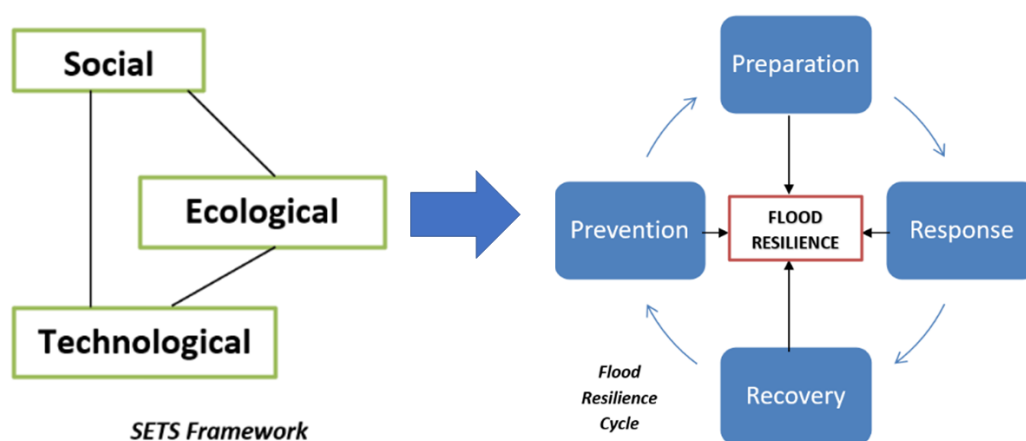 Social
Ecological
Technological
SETS Framework
Preparation
Prevention
FLOOD
RESILIENCE
Response
Recovery
Flood
Resilience
Cycle